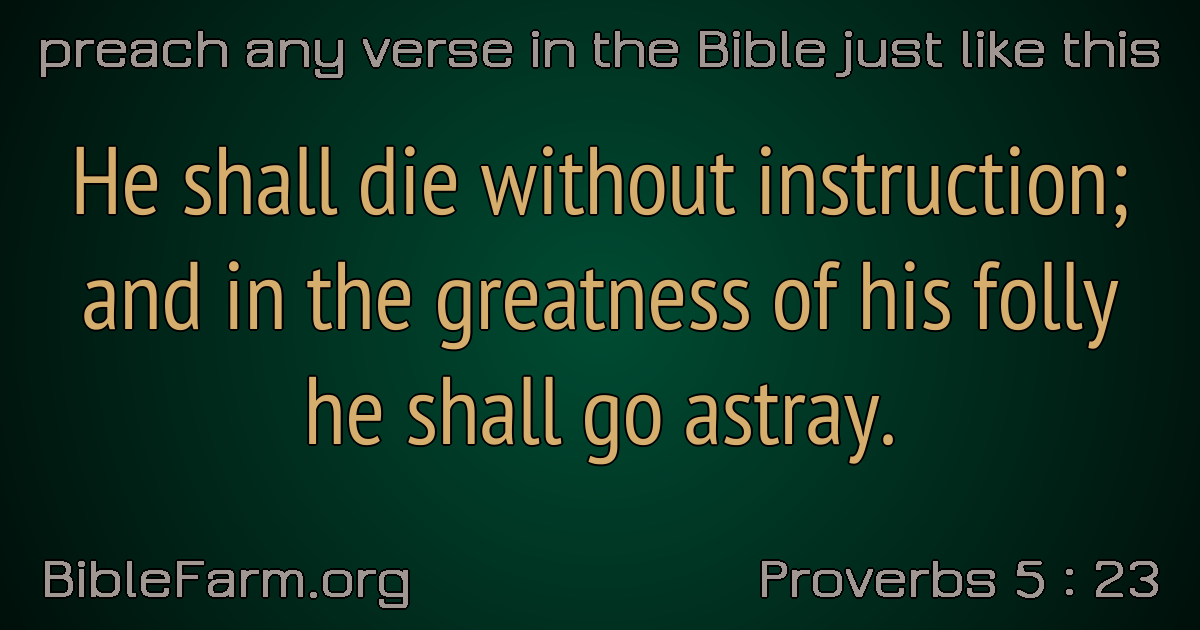 preach any verse in the Bible just like this
He shall die without instruction;
and in the greatness of his folly
he shall go astray.
BibleFarm.org
Proverbs 5 : 23